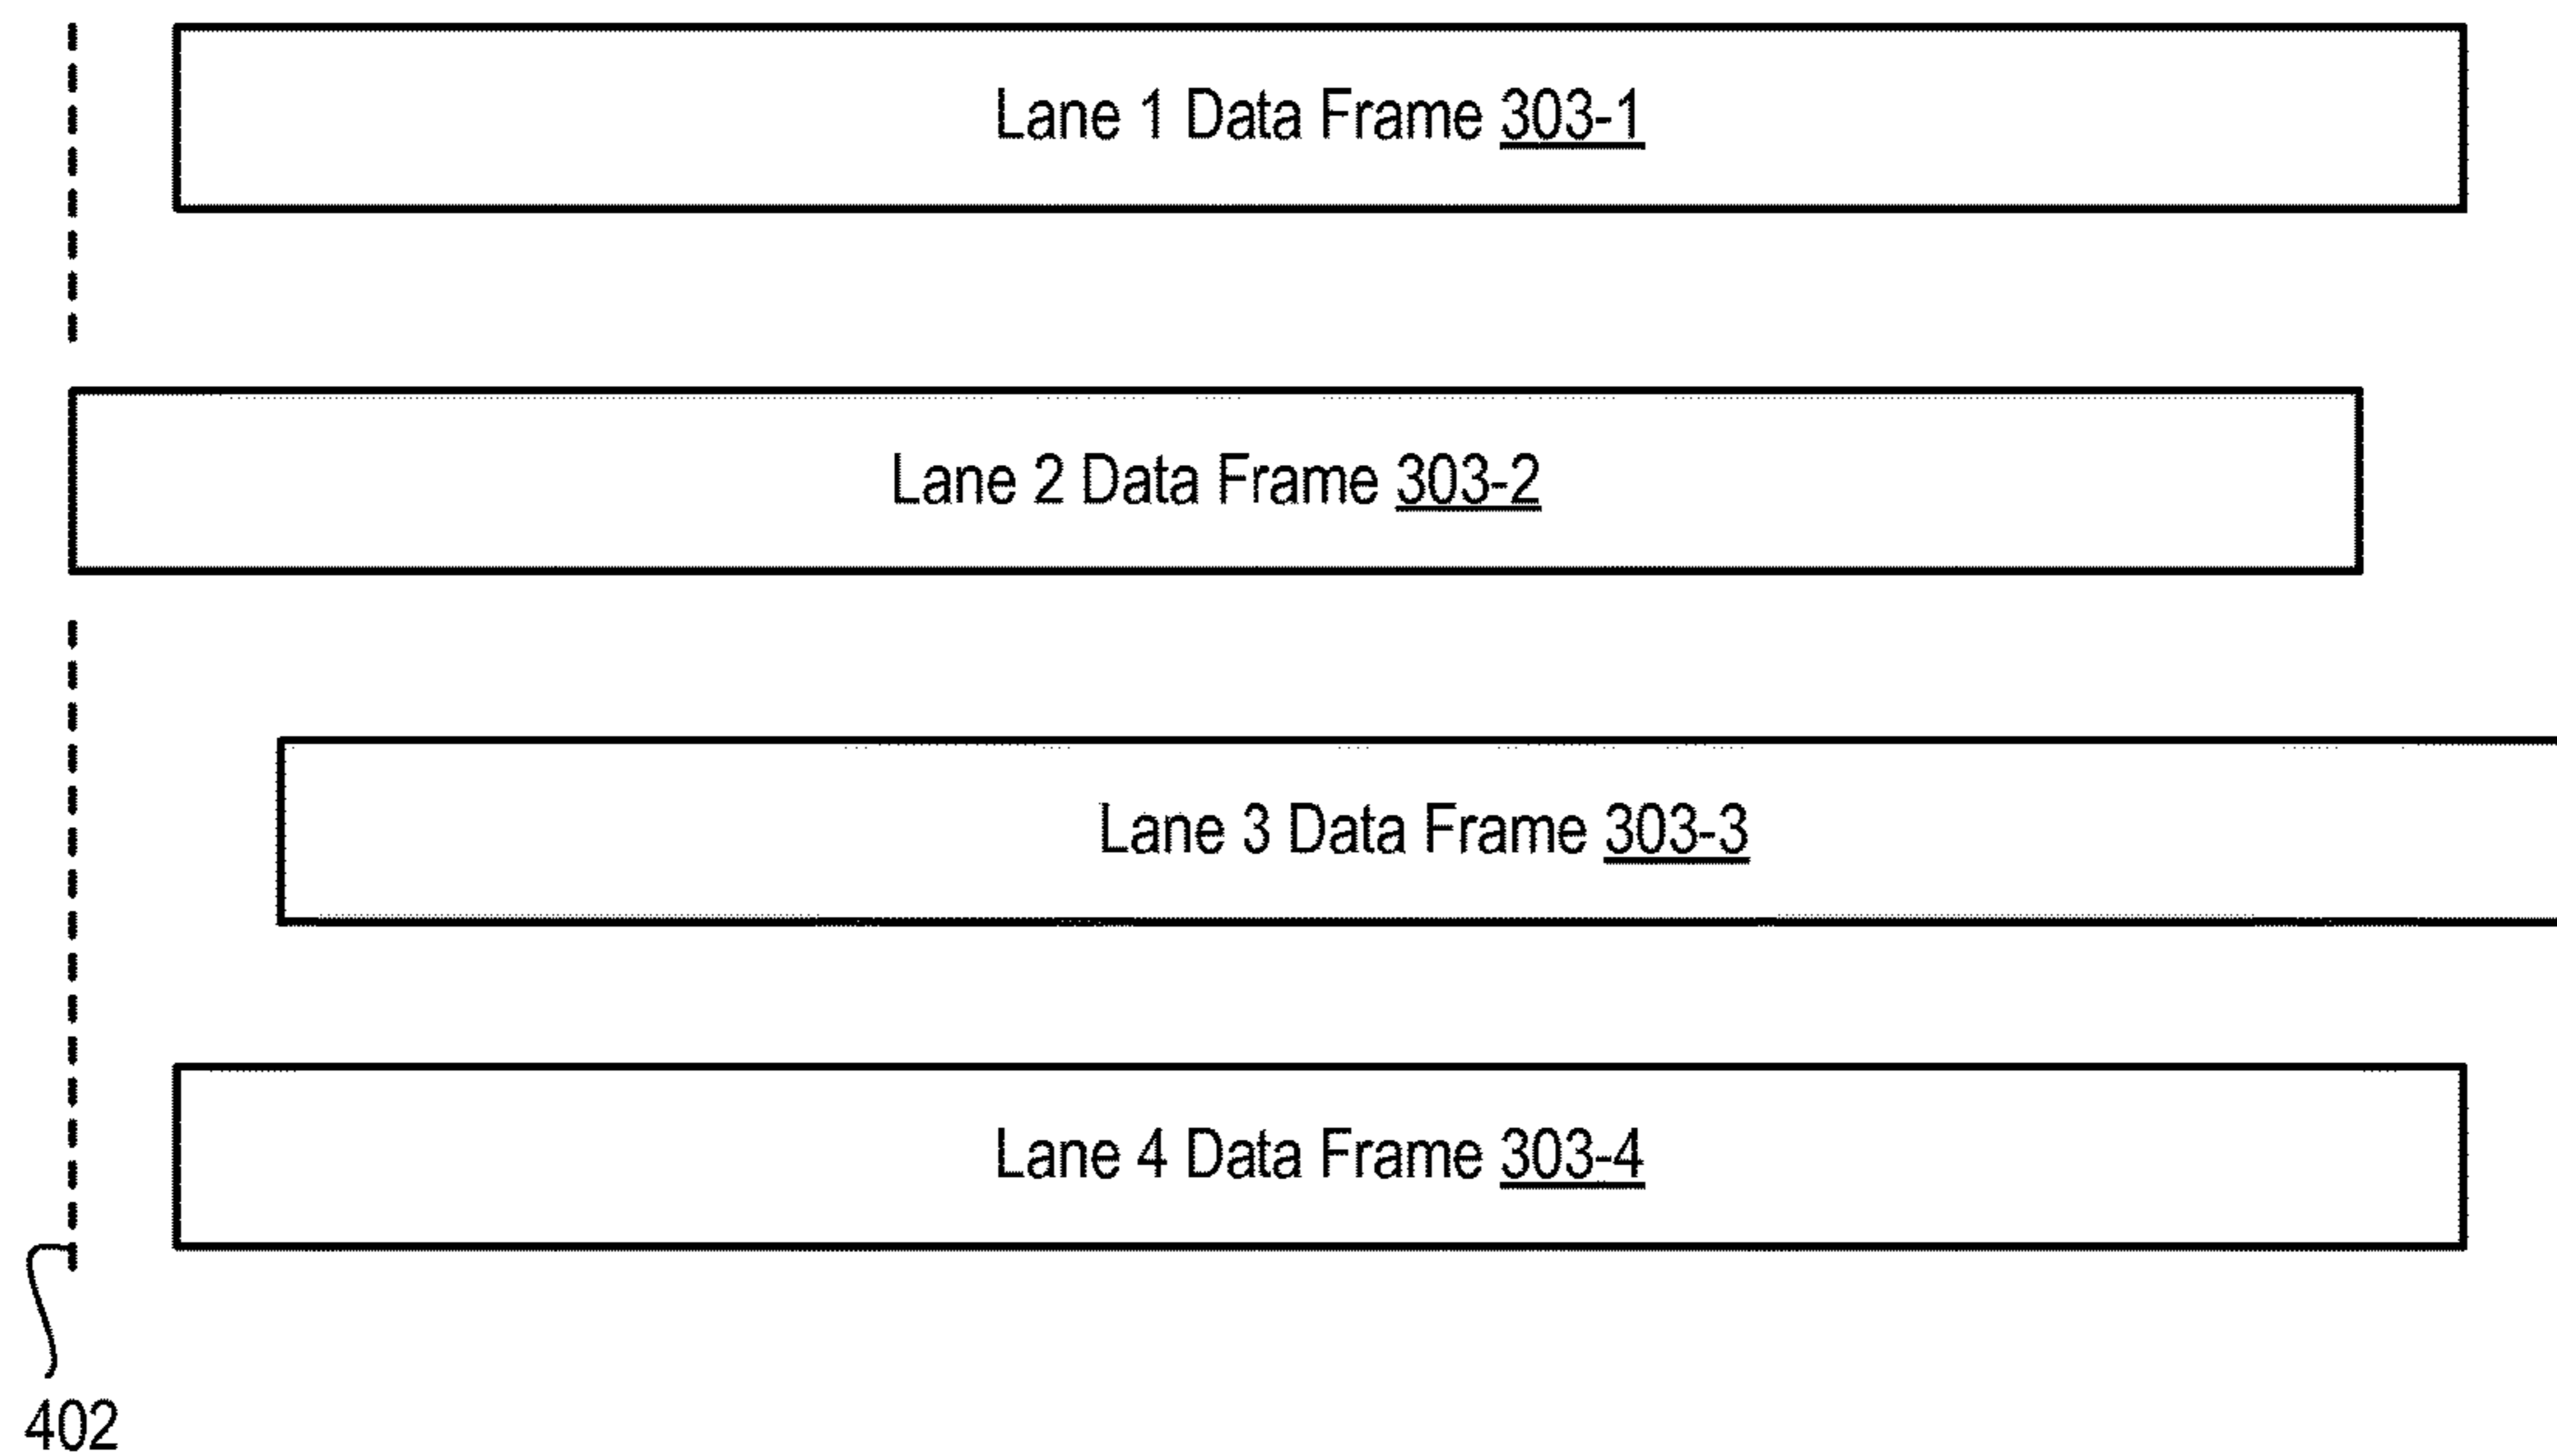 Lane 1 Data Frame 303-1
Lane 2 Data Frame 303-2
Lane 3 Data Frame 303-3
Lane 4 Data Frame 303-4
402